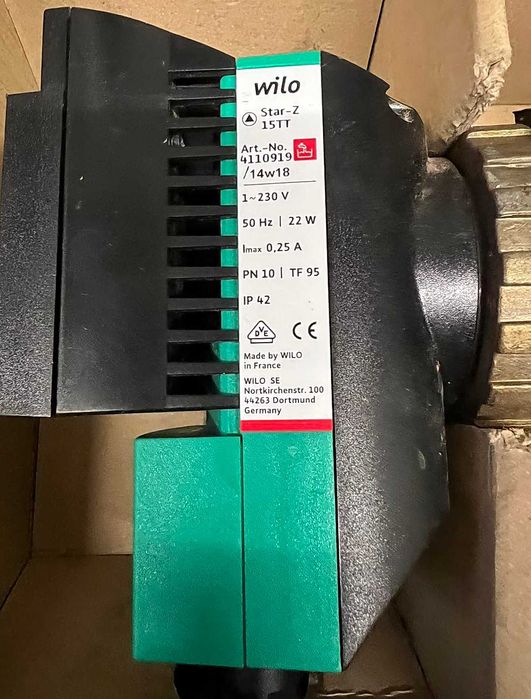 wilo
Star-Z
15TT
Art.-No.
4110919
/14w18
1~230 V
50 Hz | 22 W
Imax 0,25 A
PN 10 | TF 95
IP 42
DVE CE
Made by WILO
in France
WILO SE
Nortkirchenstr. 100
44263 Dortmund
Germany